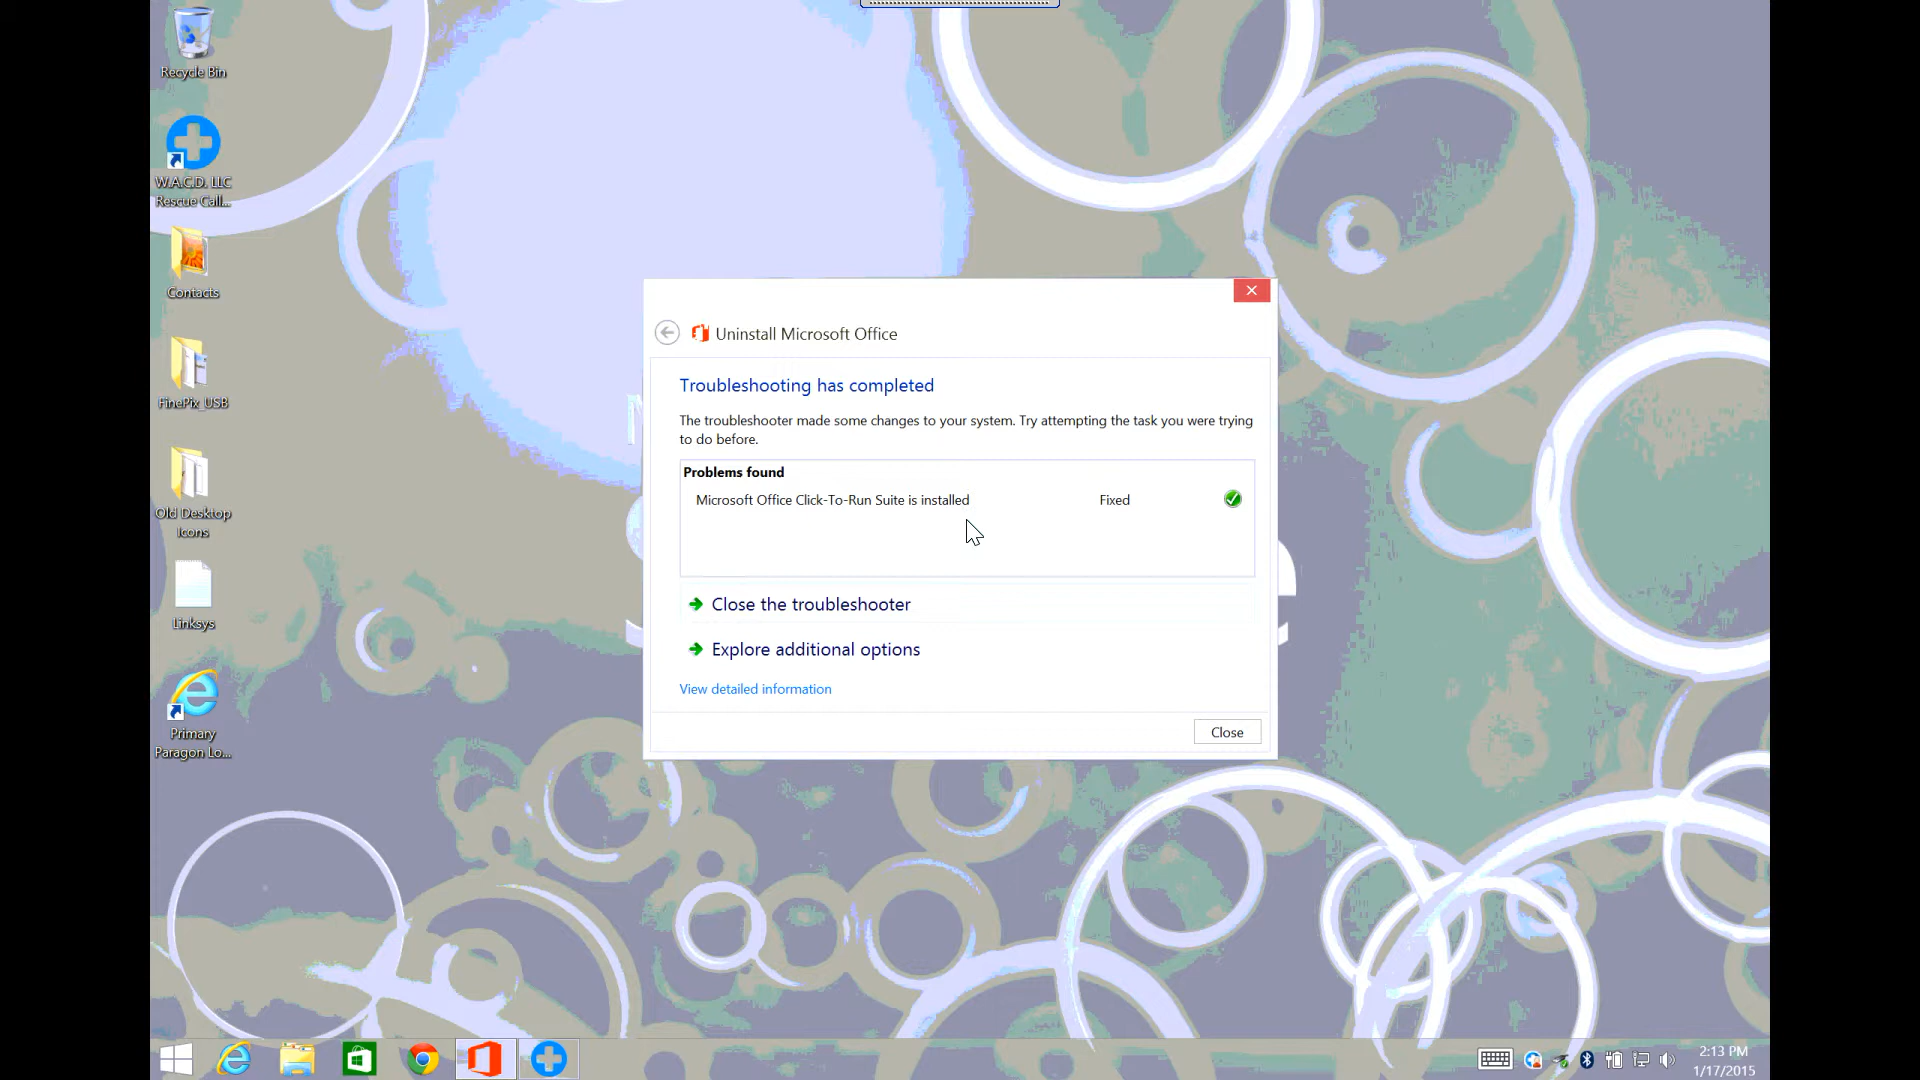 Recycle Bin
W.A.C.D. LLC
Rescue Call...
Contacts
FinePix_USB
Old Desktop
Icons
Linksys
Primary
Paragon Lo...
Uninstall Microsoft Office
Troubleshooting has completed
The troubleshooter made some changes to your system. Try attempting the task you were trying
to do before.
Problems found
Microsoft Office Click-To-Run Suite is installed Fixed
Close the troubleshooter
Explore additional options
View detailed information
Close
2:13 PM
1/17/2015